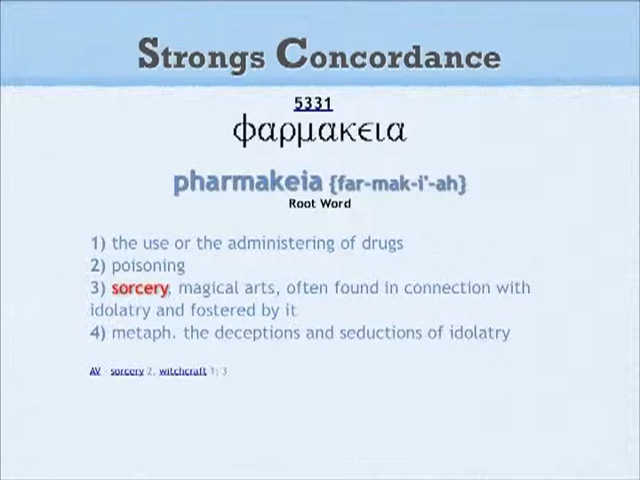 Strongs Concordance
5331
φαρμακεια
pharmakeia {far-mak-i'-ah}
Root Word
1) the use or the administering of drugs
2) poisoning
3) sorcery, magical arts, often found in connection with
idolatry and fostered by it
4) metaph. the deceptions and seductions of idolatry
AV - sorcery 2, witchcraft 1; 3